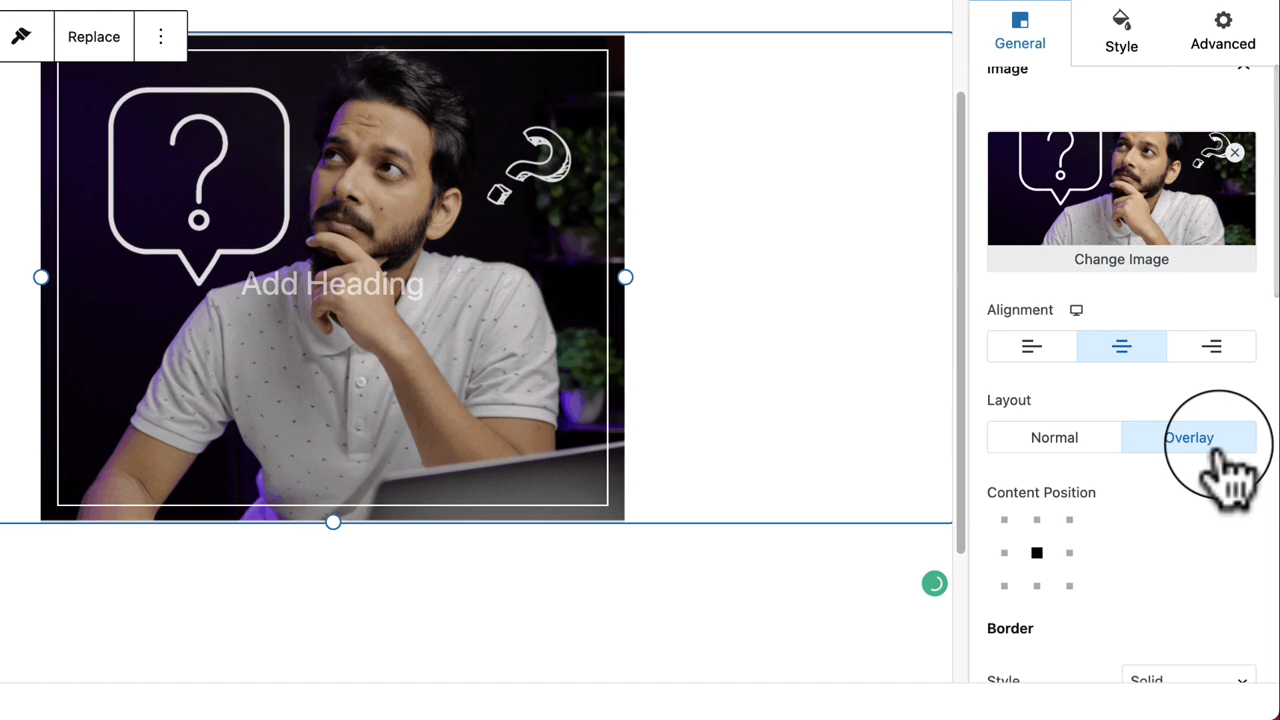 Replace
General
Style
Advanced
Image
?
?
Add Heading
Change Image
Alignment
Layout
Normal
Overlay
Content Position
Border
Style
Solid